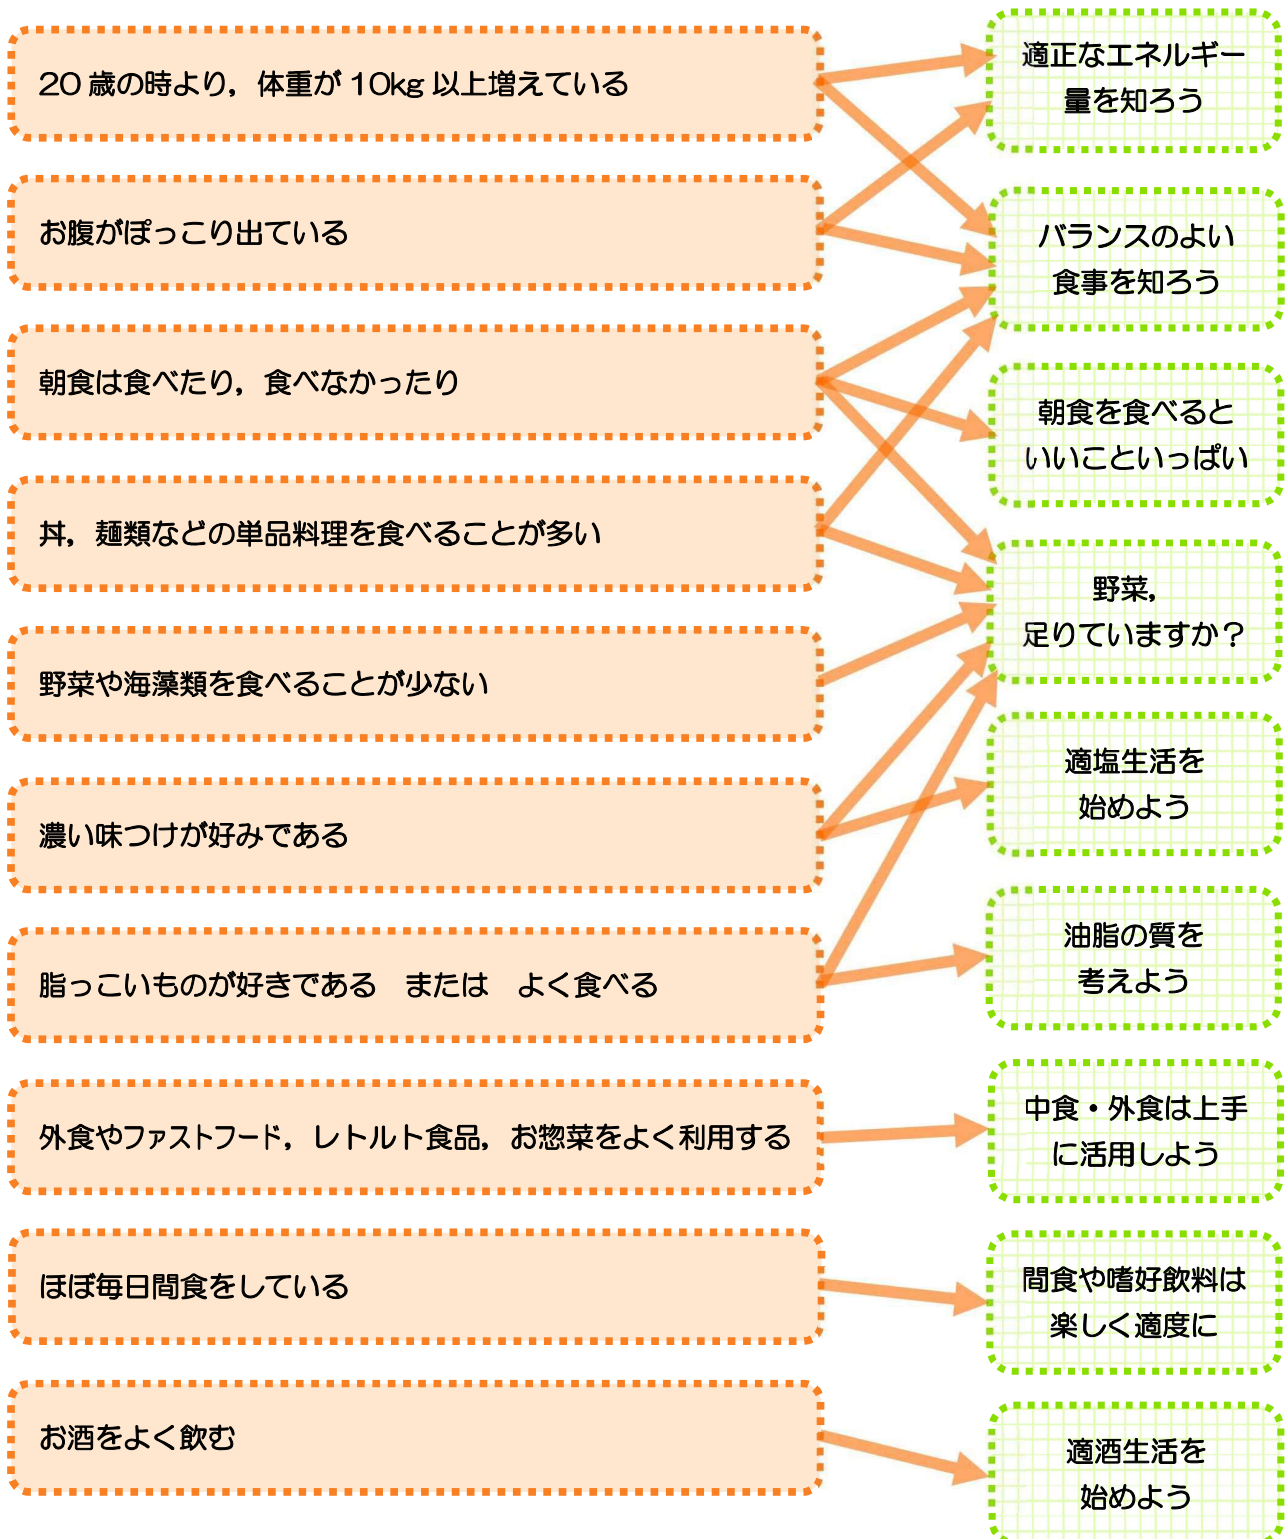 20 歳の時より，体重が 10kg 以上増えている
お腹がぽっこり出ている
朝食は食べたり，食べなかったり
丼，麺類などの単品料理を食べることが多い
野菜や海藻類を食べることが少ない
濃い味つけが好みである
脂っこいものが好きである　または　よく食べる
外食やファストフード，レトルト食品，お惣菜をよく利用する
ほぼ毎日間食をしている
お酒をよく飲む
適正なエネルギー
量を知ろう
バランスのよい
食事を知ろう
朝食を食べると
いいこといっぱい
野菜，
足りていますか？
適塩生活を
始めよう
油脂の質を
考えよう
中食・外食は上手
に活用しよう
間食や嗜好飲料は
楽しく適度に
適酒生活を
始めよう